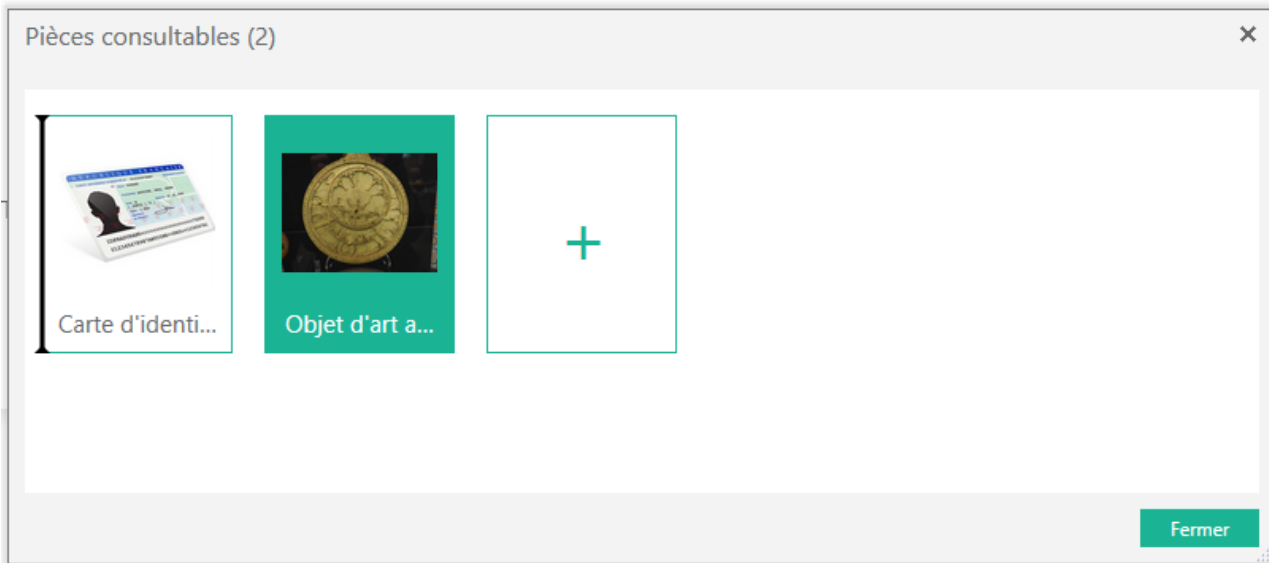 Pièces consultables (2)
Carte d'identi...
Objet d'art a...
Fermer